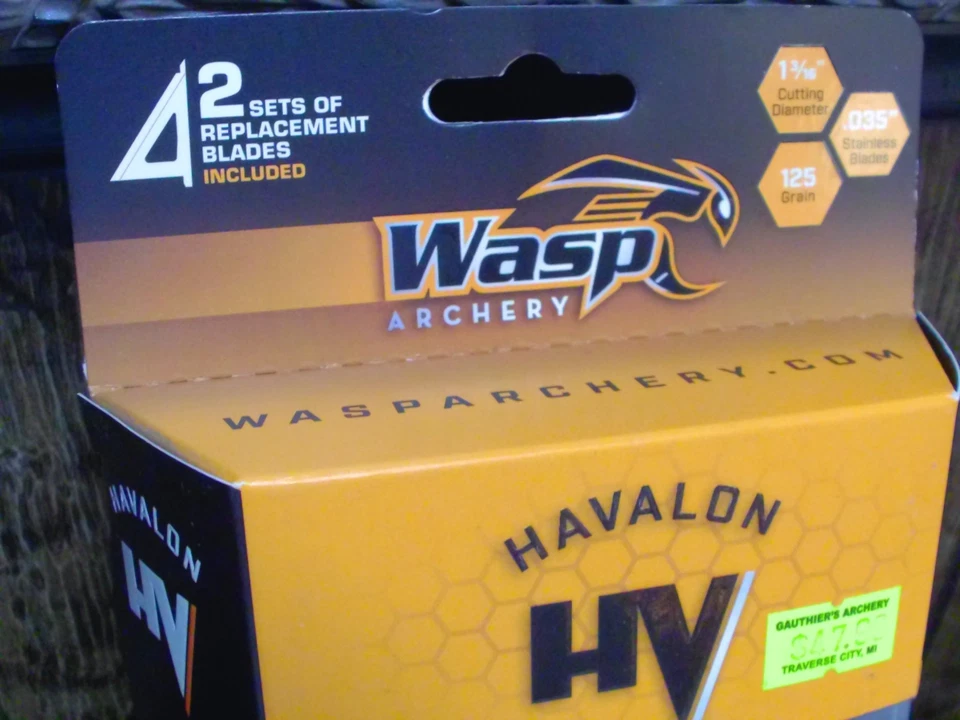 2 SETS OF
REPLACEMENT
BLADES
INCLUDED
1 3/16"
Cutting
Diameter
.035"
Stainless
Blades
125
Grain
Wasp
ARCHERY
WASPARCHERY.COM
HAVALON
HV
HAVALON
HV
GAUTHIER'S ARCHERY
TRAVERSE CITY, MI